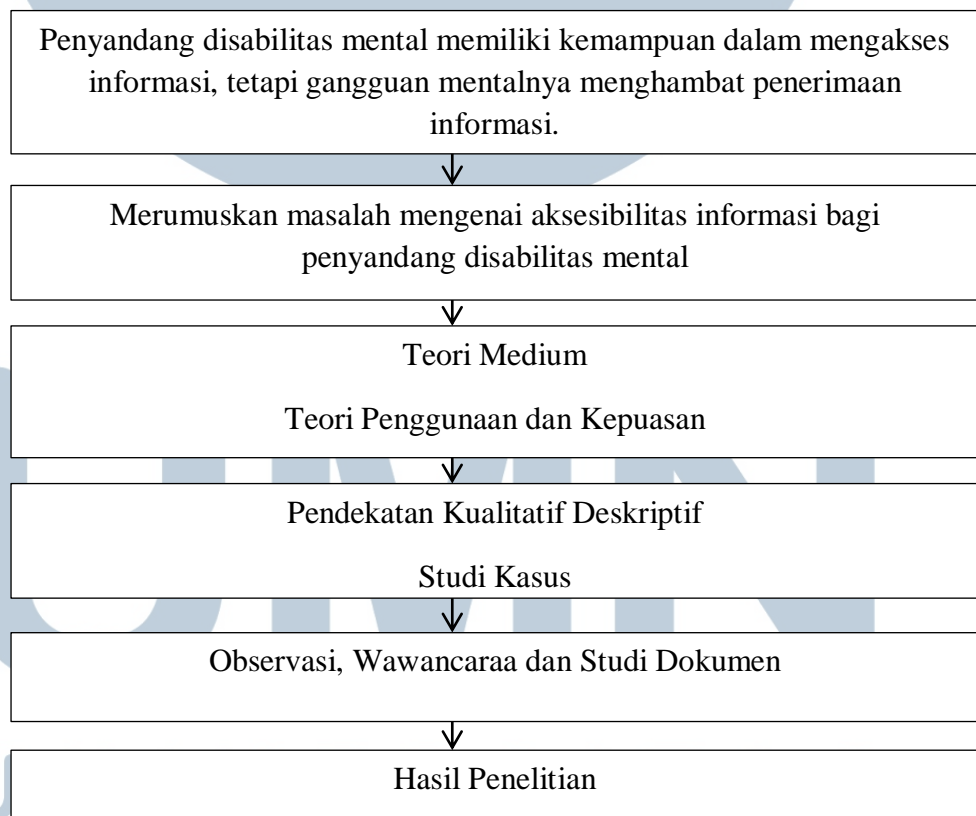 Penyandang disabilitas mental memiliki kemampuan dalam mengakses
informasi, tetapi gangguan mentalnya menghambat penerimaan
informasi.
Merumuskan masalah mengenai aksesibilitas informasi bagi
penyandang disabilitas mental
Teori Medium
Teori Penggunaan dan Kepuasan
Pendekatan Kualitatif Deskriptif
Studi Kasus
Observasi, Wawancaraa dan Studi Dokumen
Hasil Penelitian